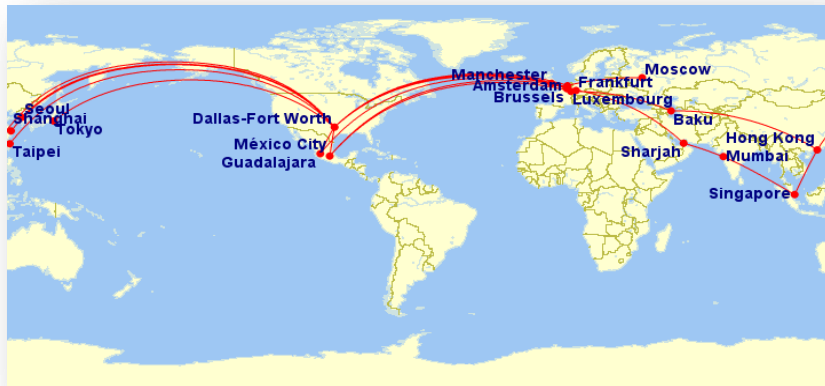 Manchester
Amsterdam
Brussels
Frankfurt
Luxembourg
Moscow
Seoul
Shanghai
Tokyo
Taipei
Dallas-Fort Worth
México City
Guadalajara
Baku
Sharjah
Hong Kong
Mumbai
Singapore